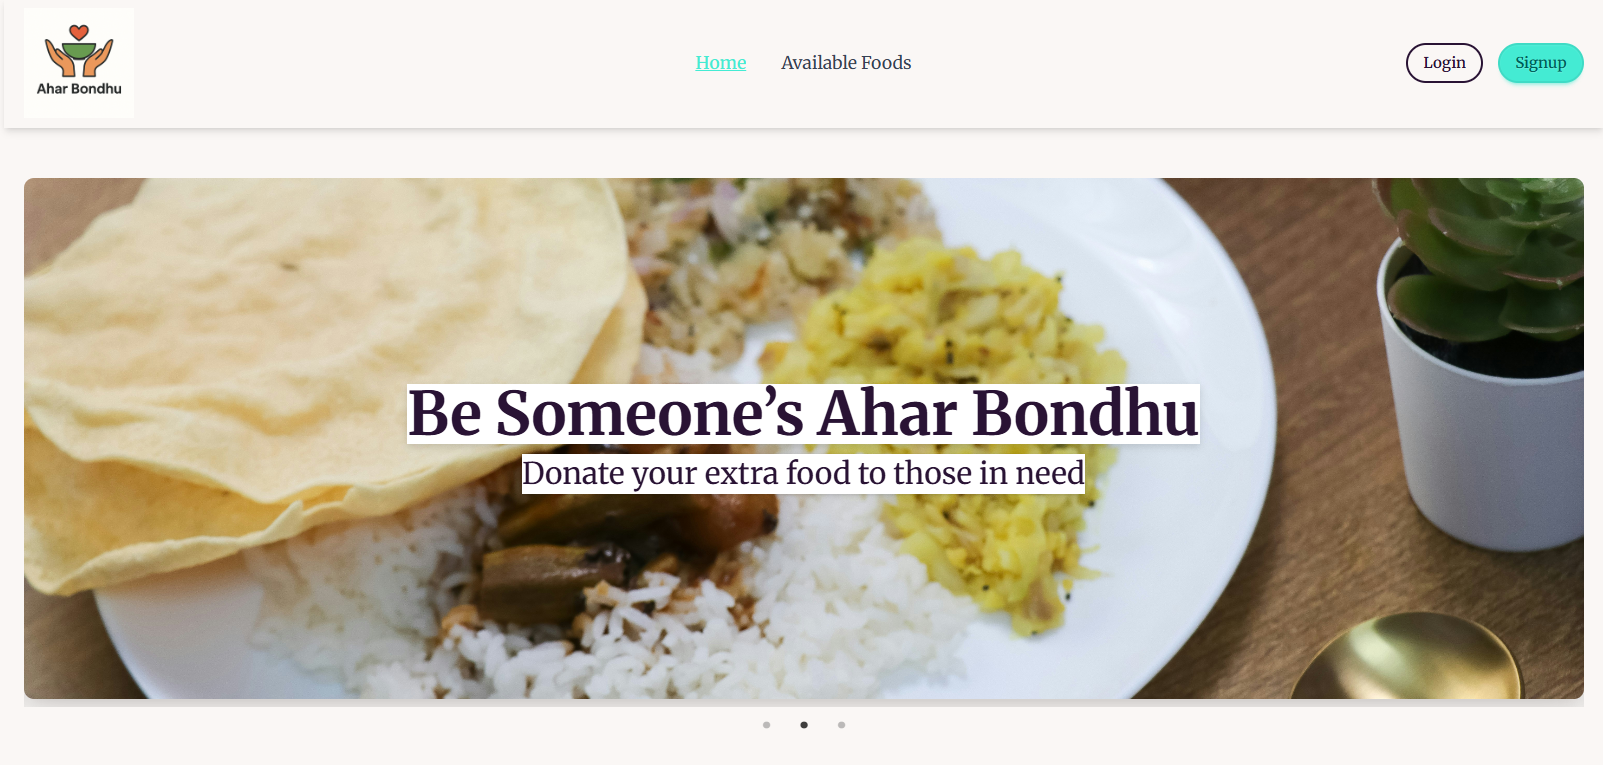 Ahar Bondhu
Home
Available Foods
Login
Signup
Be Someone’s Ahar Bondhu
Donate your extra food to those in need